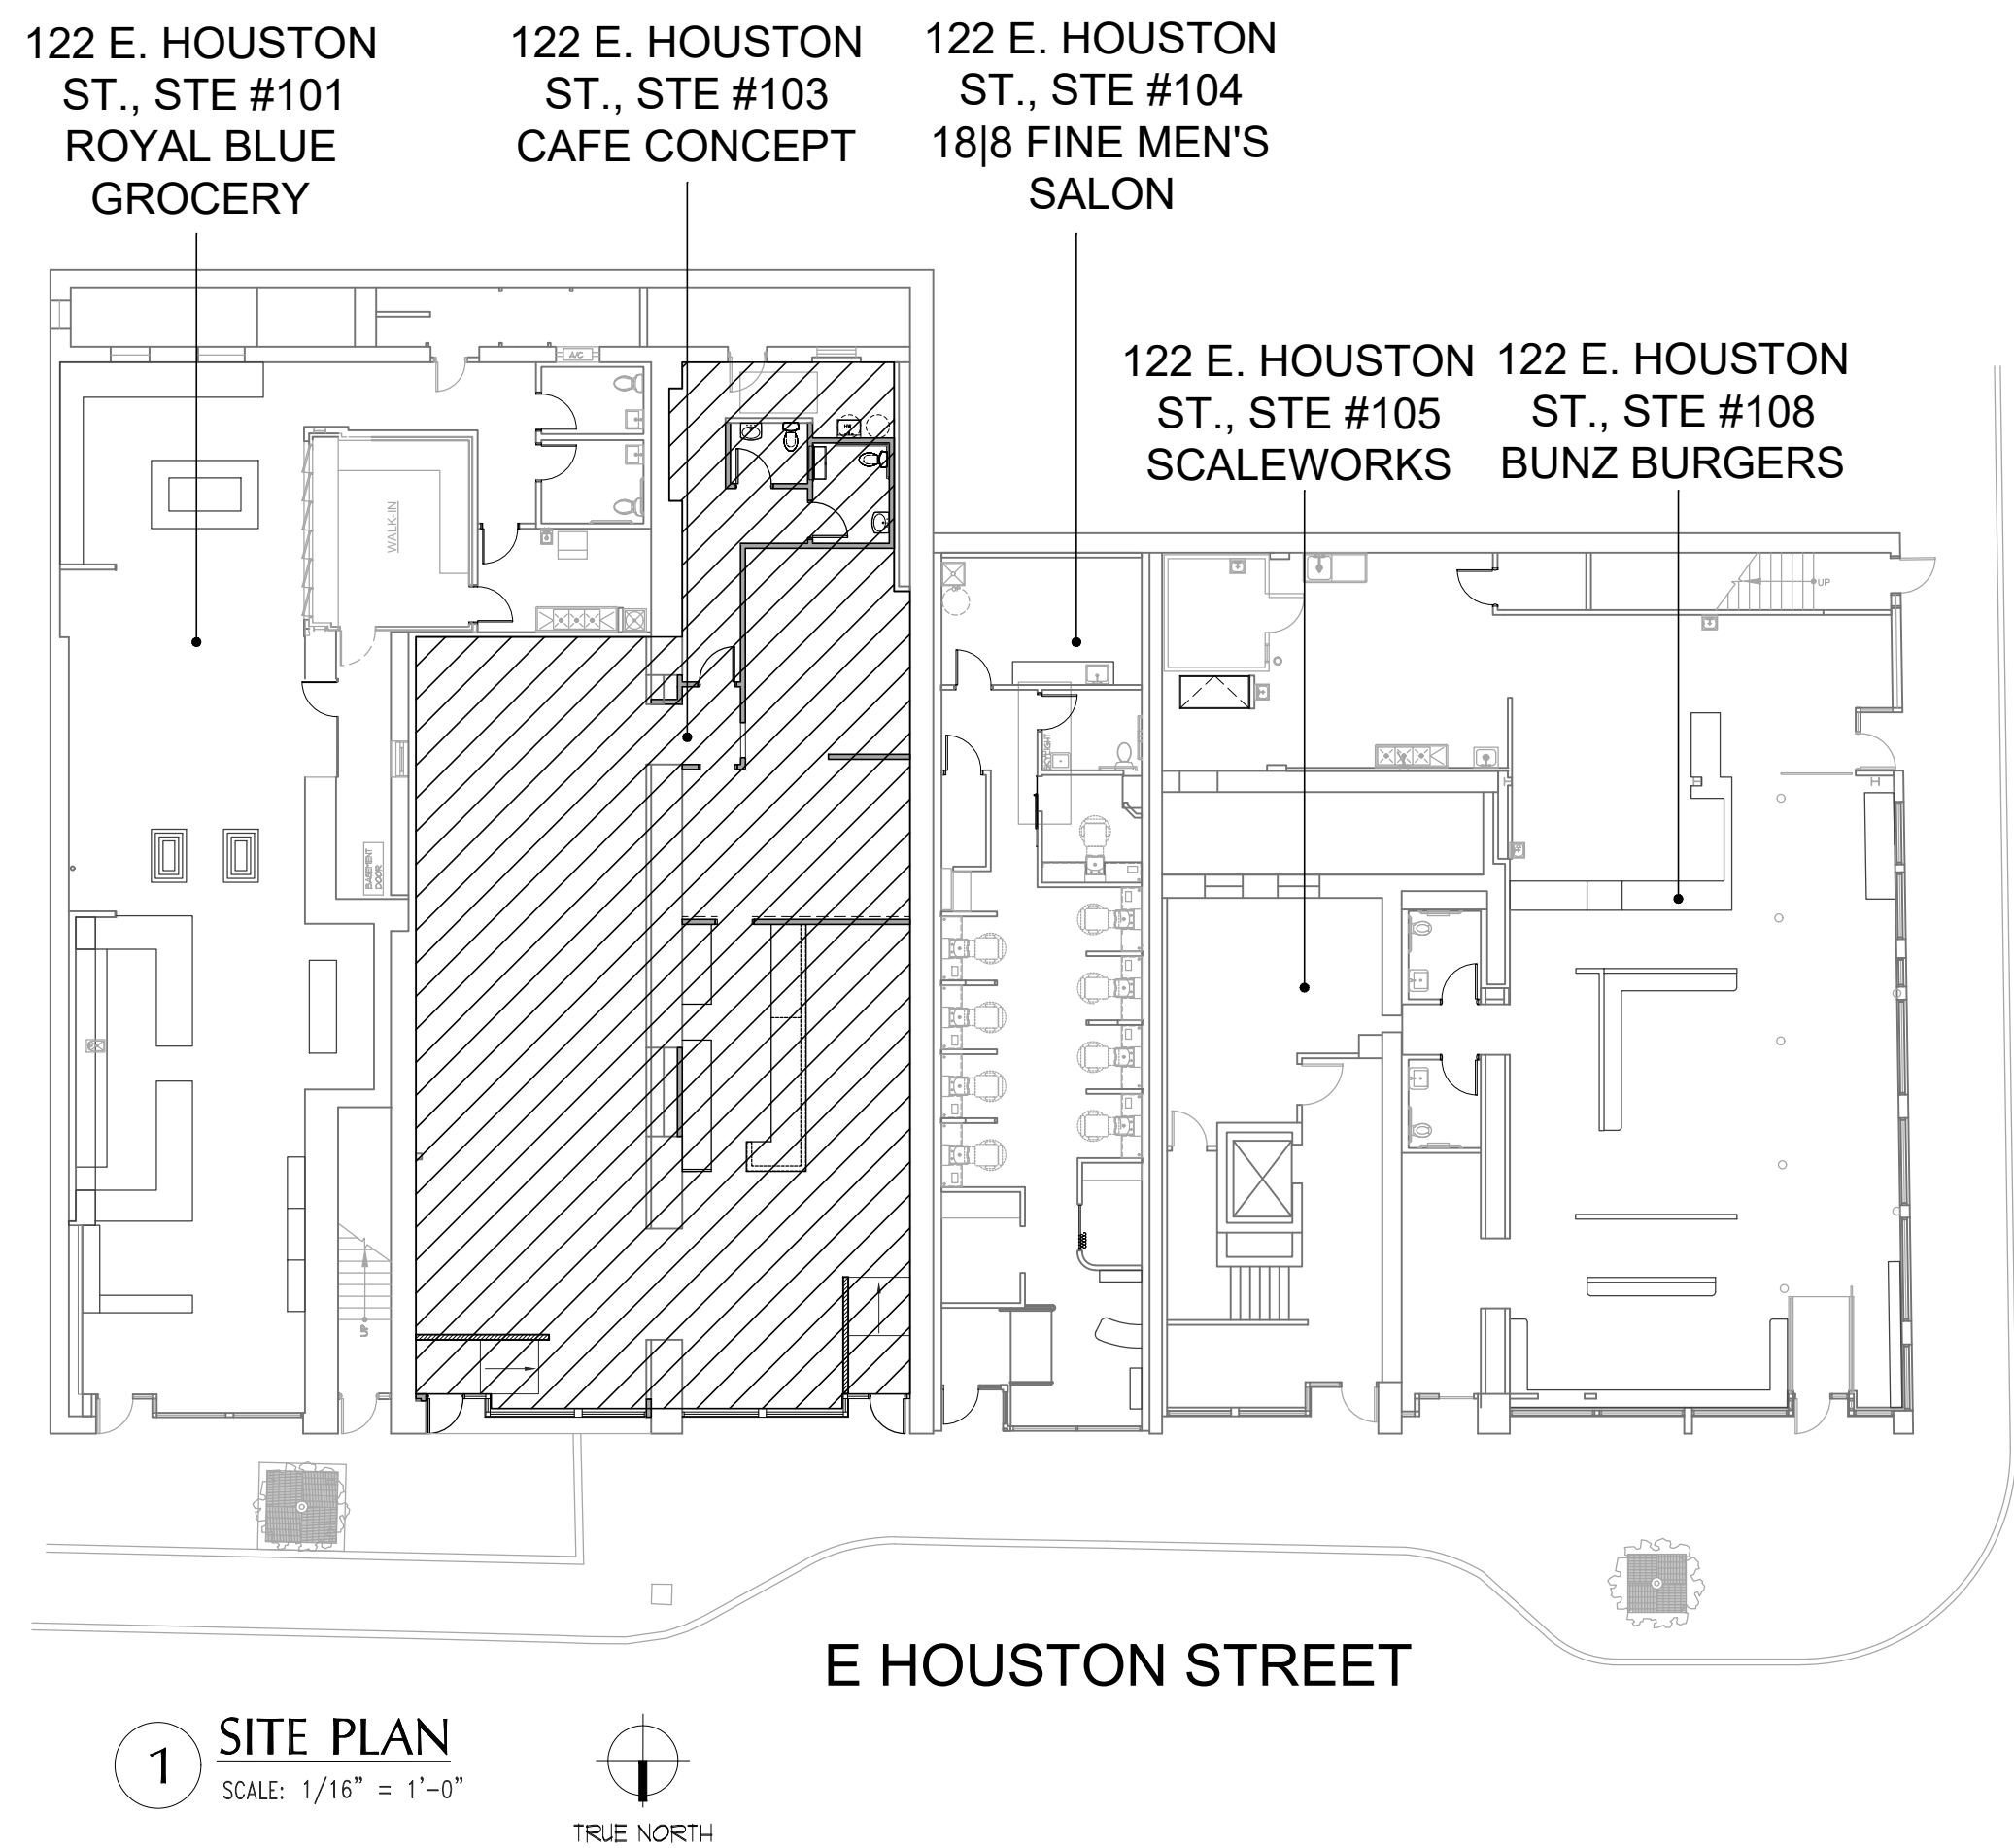 122 E. HOUSTON
ST., STE #101
ROYAL BLUE
GROCERY
122 E. HOUSTON
ST., STE #103
CAFE CONCEPT
122 E. HOUSTON
ST., STE #104
18|8 FINE MEN'S
SALON
122 E. HOUSTON
ST., STE #105
SCALEWORKS
122 E. HOUSTON
ST., STE #108
BUNZ BURGERS
A/C
HW
WALK-IN
UP
BASEMENT
DOOR
UP
E HOUSTON STREET
1
SITE PLAN
SCALE: 1/16" = 1'-0"
TRUE NORTH